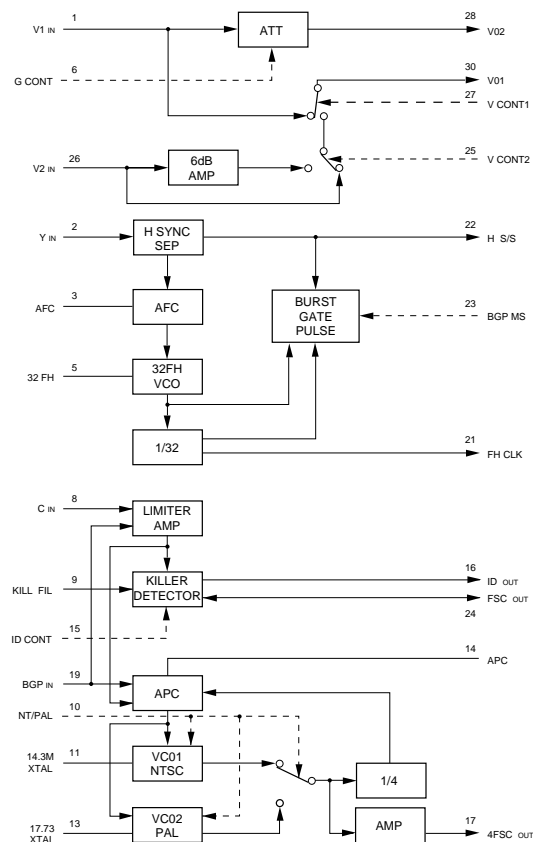 1
V1 IN
ATT
28
V02
6
G CONT
30
V01
27
V CONT1
25
V CONT2
26
V2 IN
6dB
AMP
2
Y IN
H SYNC
SEP
22
H S/S
3
AFC
AFC
BURST
GATE
PULSE
23
BGP MS
5
32 FH
32FH
VCO
1/32
21
FH CLK
8
C IN
LIMITER
AMP
9
KILL FIL
KILLER
DETECTOR
16
ID OUT
FSC OUT
24
15
ID CONT
14
APC
19
BGP IN
APC
10
NT/PAL
11
14.3M
XTAL
VC01
NTSC
1/4
13
17.73
XTAL
VC02
PAL
AMP
17
4FSC OUT